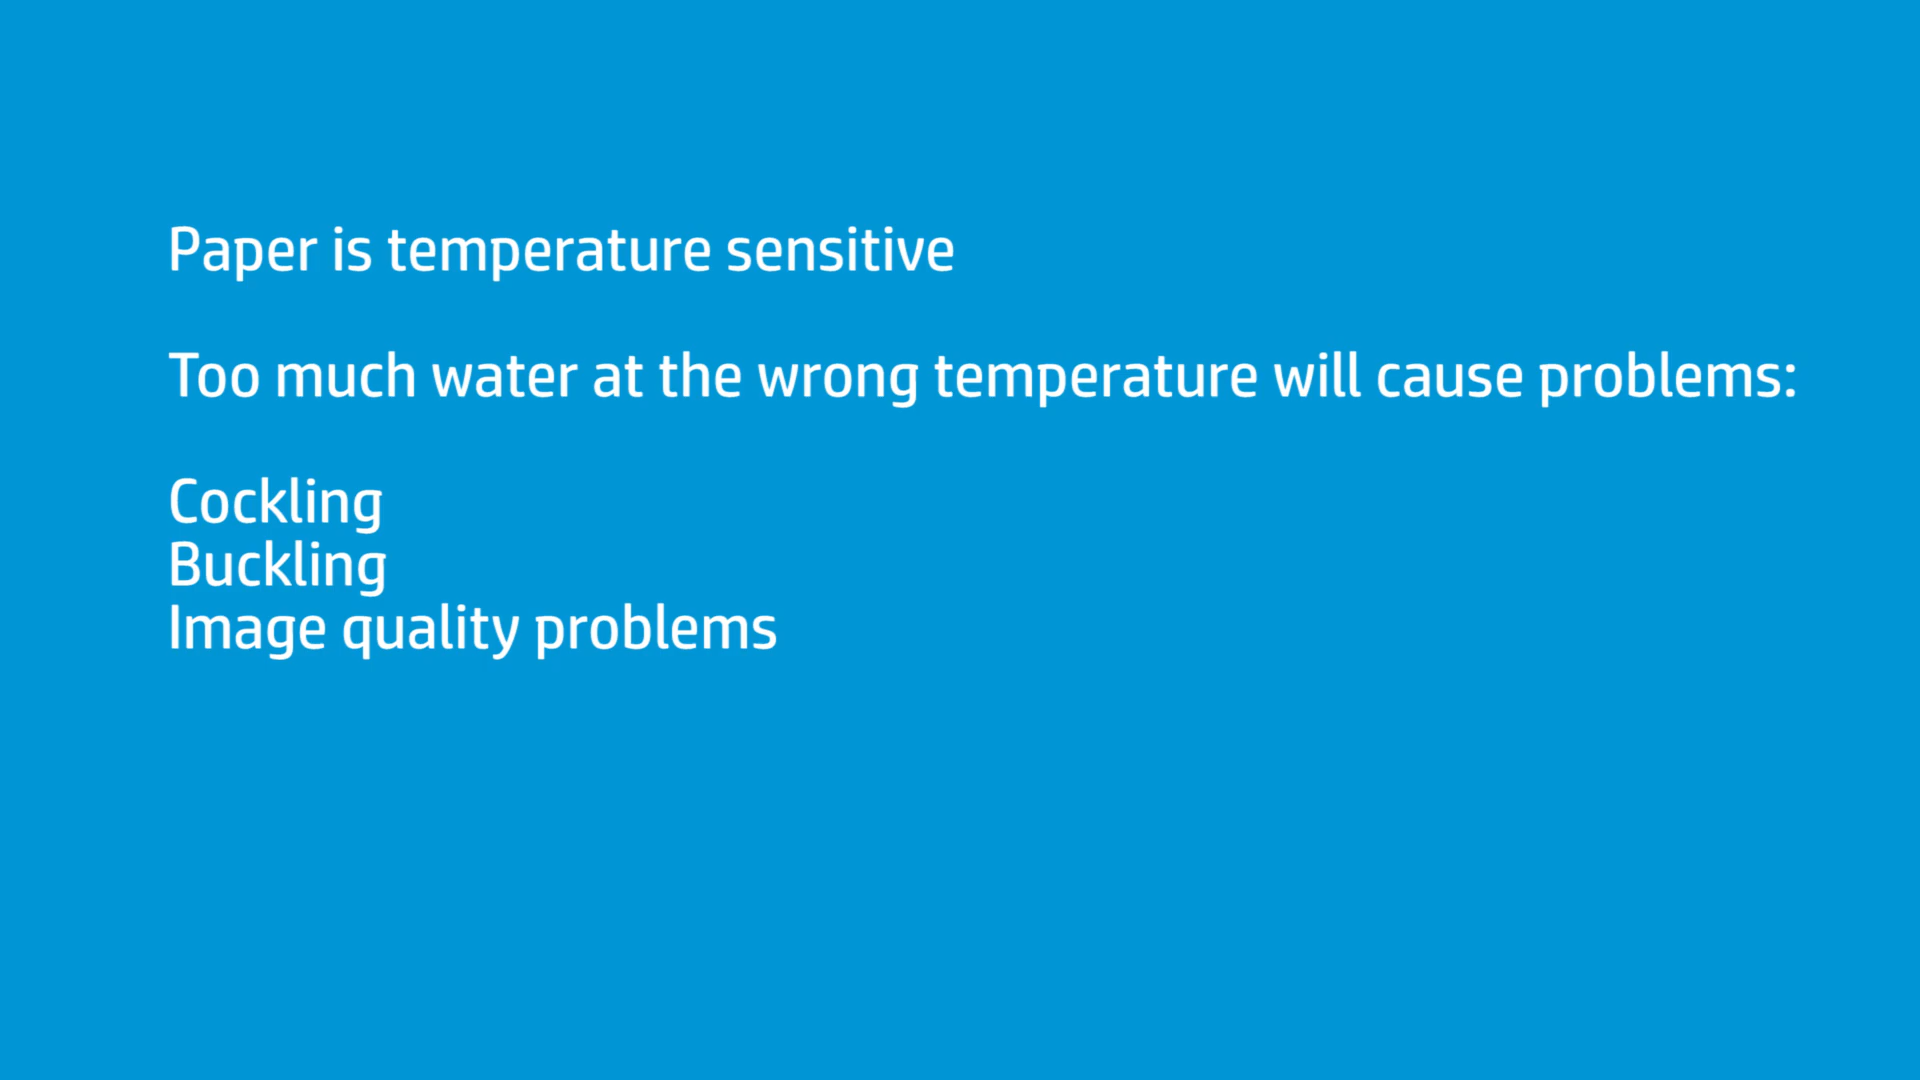 Paper is temperature sensitive
Too much water at the wrong temperature will cause problems:
Cockling
Buckling
Image quality problems